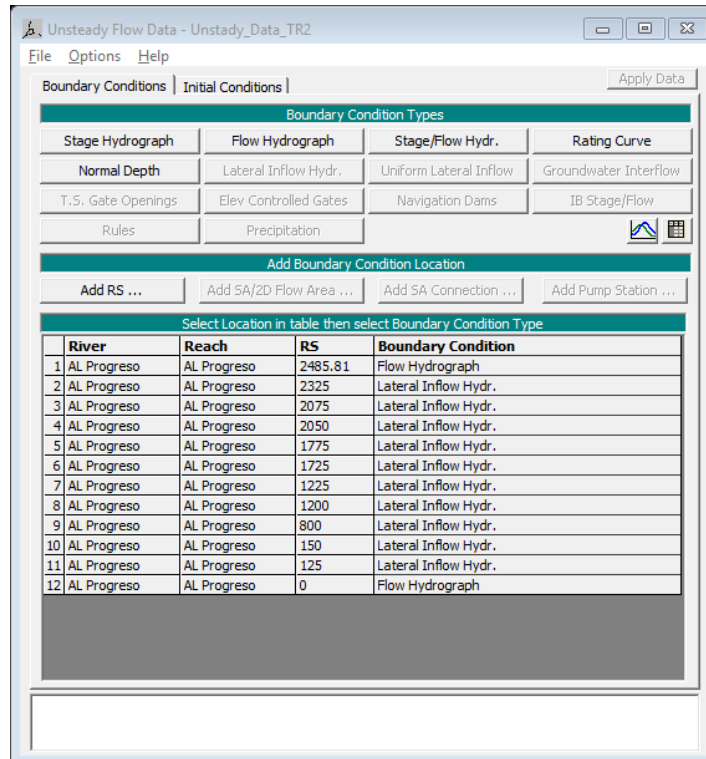 Unsteady Flow Data - Unstady_Data_TR2
File Options Help
Boundary Conditions Initial Conditions Apply Data
Boundary Condition Types
Stage Hydrograph Flow Hydrograph Stage/Flow Hydr. Rating Curve
Normal Depth Lateral Inflow Hydr. Uniform Lateral Inflow Groundwater Interflow
T.S. Gate Openings Elev Controlled Gates Navigation Dams IB Stage/Flow
Rules Precipitation
Add Boundary Condition Location
Add RS ... Add SA/2D Flow Area ... Add SA Connection ... Add Pump Station ...
Select Location in table then select Boundary Condition Type
River Reach RS Boundary Condition
1 AL Progreso AL Progreso 2485.81 Flow Hydrograph
2 AL Progreso AL Progreso 2325 Lateral Inflow Hydr.
3 AL Progreso AL Progreso 2075 Lateral Inflow Hydr.
4 AL Progreso AL Progreso 2050 Lateral Inflow Hydr.
5 AL Progreso AL Progreso 1775 Lateral Inflow Hydr.
6 AL Progreso AL Progreso 1725 Lateral Inflow Hydr.
7 AL Progreso AL Progreso 1225 Lateral Inflow Hydr.
8 AL Progreso AL Progreso 1200 Lateral Inflow Hydr.
9 AL Progreso AL Progreso 800 Lateral Inflow Hydr.
10 AL Progreso AL Progreso 150 Lateral Inflow Hydr.
11 AL Progreso AL Progreso 125 Lateral Inflow Hydr.
12 AL Progreso AL Progreso 0 Flow Hydrograph